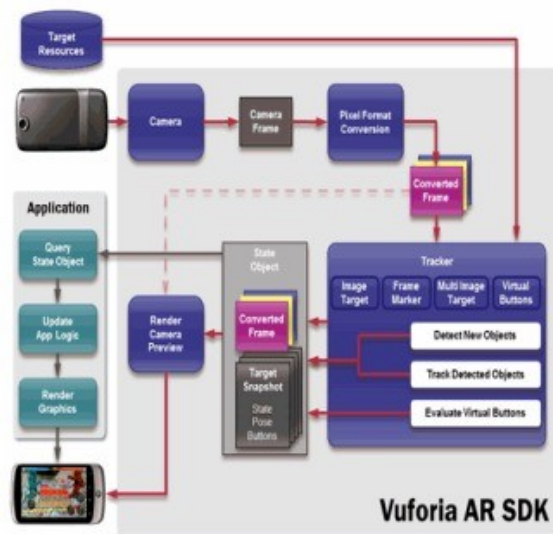 Target
Resources
Camera
Camera
Frame
Pixel Format
Conversion
Converted
Frame
Application
Query
State Object
Update
App Logic
Render
Graphics
Render
Camera
Preview
State
Object
Converted
Frame
Target
Snapshot
State
Pose
Buttons
Tracker
Image
Target
Frame
Marker
Multi Image
Target
Virtual
Buttons
Detect New Objects
Track Detected Objects
Evaluate Virtual Buttons
Vuforia AR SDK